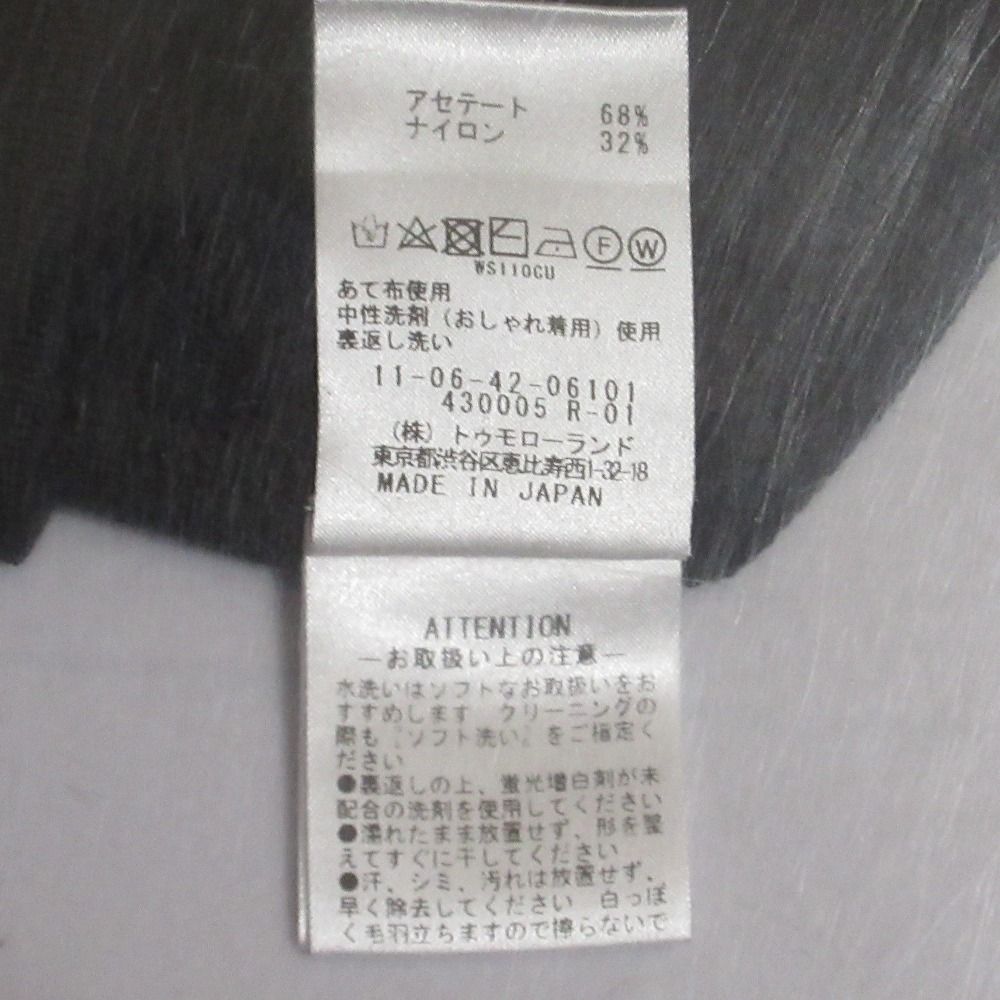 アセテート 68%
ナイロン 32%
F W
WS110CU
あて布使用
中性洗剤（おしゃれ着用）使用
裏返し洗い
11-06-42-06101
430005 R-01
（株）トゥモローランド
東京都渋谷区恵比寿西1-32-18
MADE IN JAPAN
ATTENTION
―お取扱い上の注意―
水洗いはソフトなお取扱いをお
すすめします クリーニングの
際も『ソフト洗い』をご指定く
ださい
●裏返しの上、蛍光増白剤が未
配合の洗剤を使用してください
●濡れたまま放置せず、形を整
えてすぐに干してください
●汗、シミ、汚れは放置せず、
早く除去してください 白っぽ
く毛羽立ちますので擦らないで